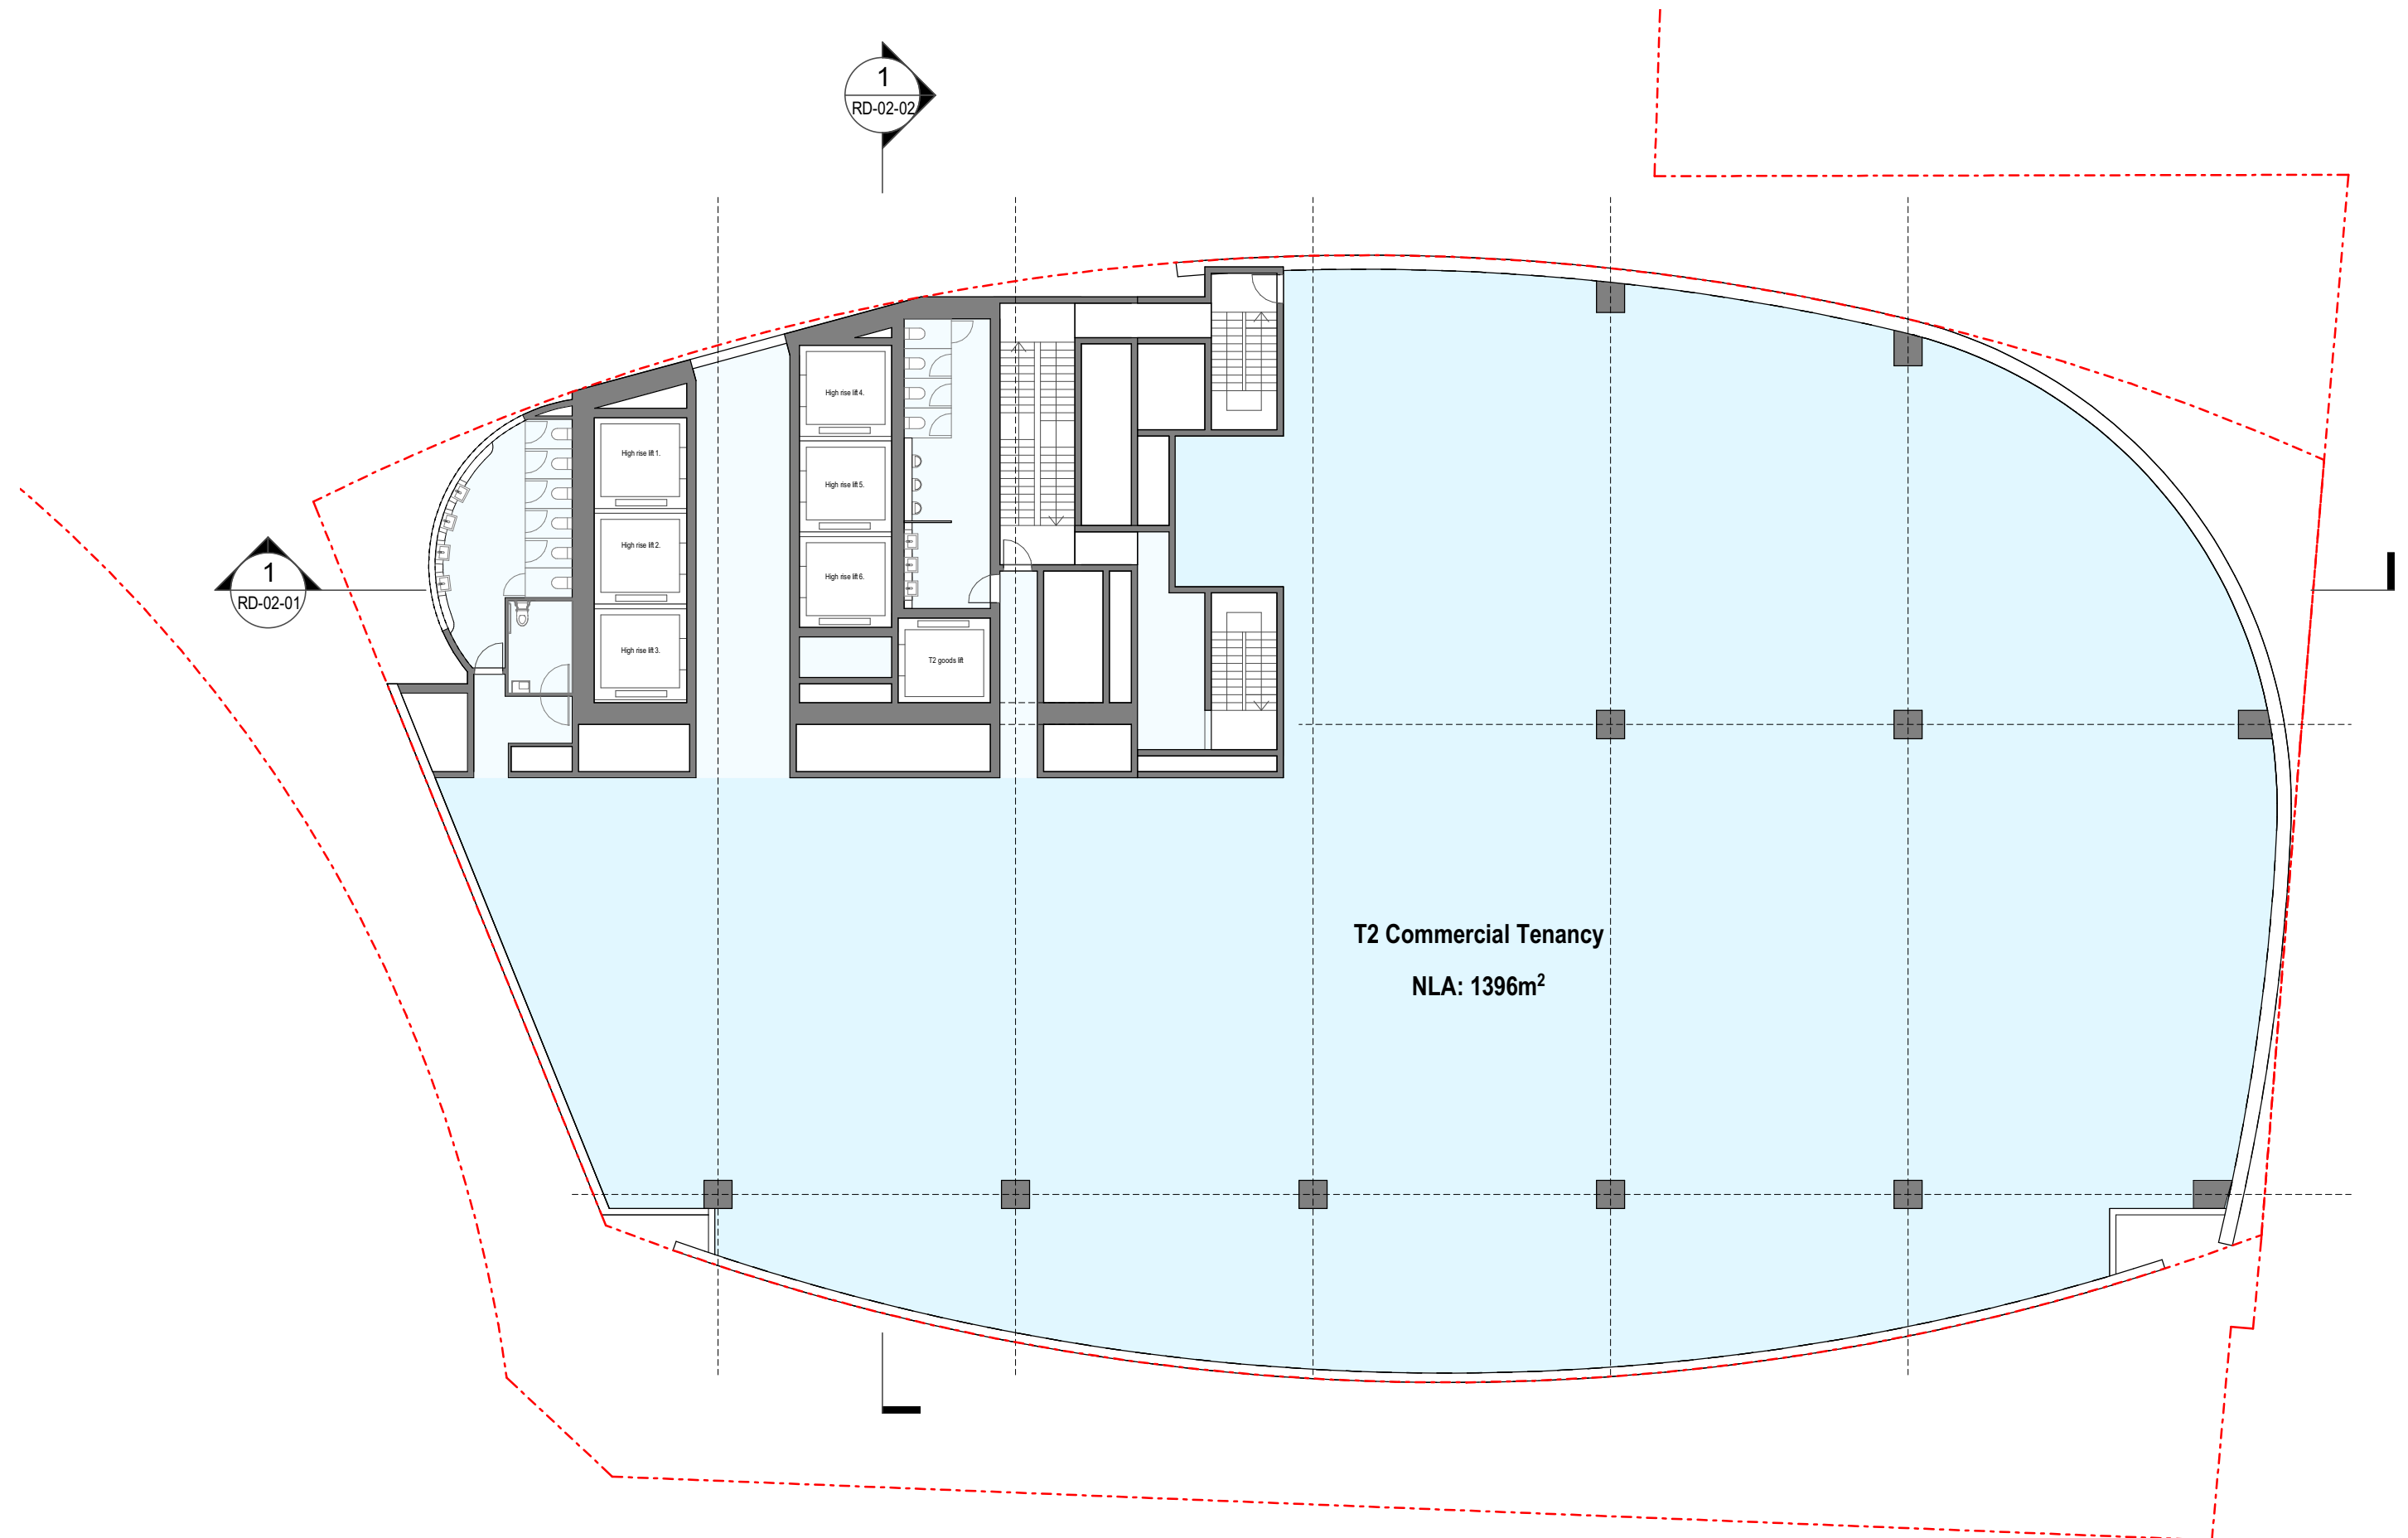 1
RD-02-02
High rise lift 4.
High rise lift 1.
High rise lift 5.
High rise lift 2.
High rise lift 6.
1
RD-02-01
High rise lift 3.
T2 goods lift
T2 Commercial Tenancy
NLA: 1396m²